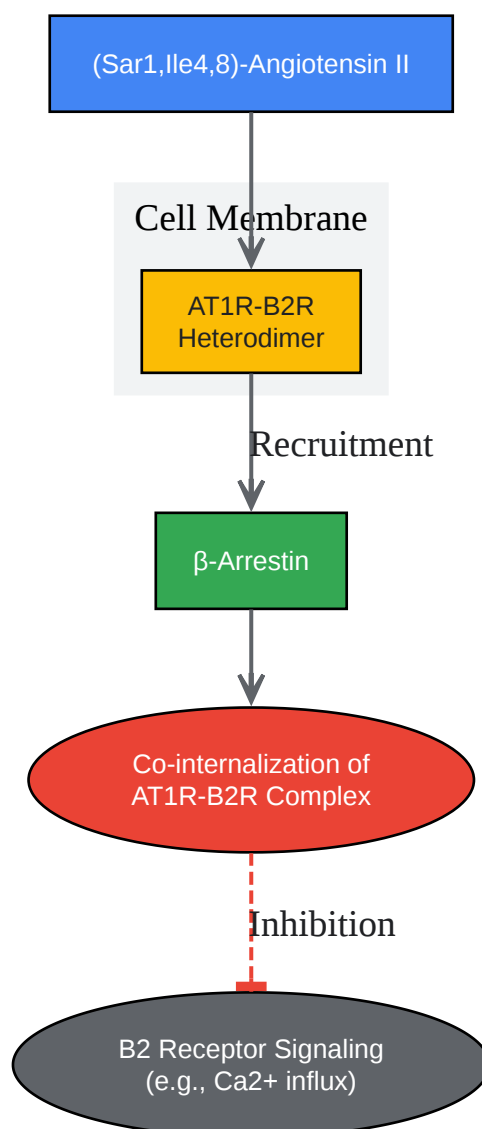 (Sar1,Ile4,8)-Angiotensin II
Cell Membrane
AT1R-B2R
Heterodimer
Recruitment
β-Arrestin
Co-internalization of
AT1R-B2R Complex
Inhibition
B2 Receptor Signaling
(e.g., Ca2+ influx)